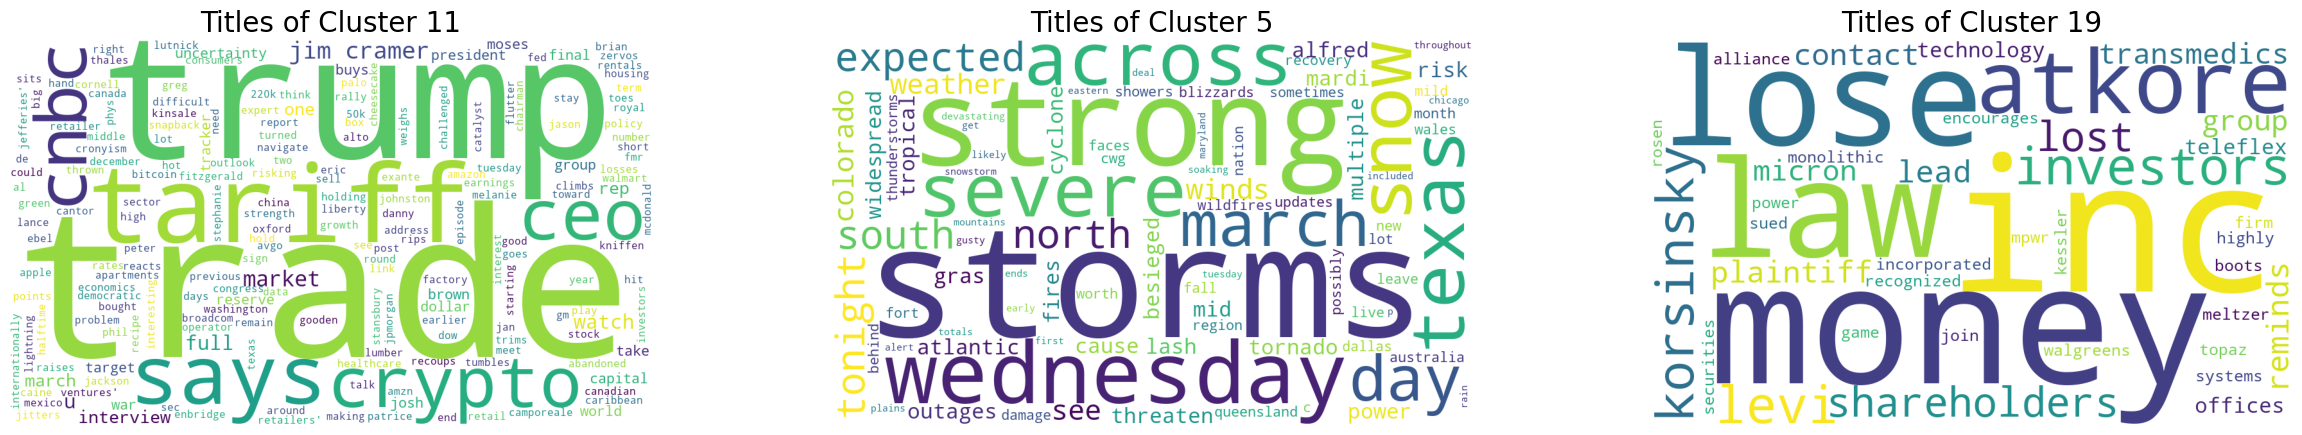 Titles of Cluster 11
trump
trade
tariff
says
crypto
ceo
cnbc
jim cramer
market
full
watch
interview
uncertainty
consumers
president
moses
final
buys
group
rep
one
march
target
reserve
dollar
brown
josh
world
capital
take
war
u
right
lutnick
thales
sits
hand
cornell
big
canada
jeffries'
retailer
lot
middle
cronyism
de
could
al
green
lance
ebel
phys
december
thrown
cantor
difficult
kinsale
snapback
need
greg
hot
bitcoin
fitzgerald
tracker
outlook
220k
think
expert
report
turned
navigate
two
risking
rally
50k
box
alto
palo
cheesecake
weighs
challenged
catalyst
flutter
chairman
fed
brian
zervos
rentals
housing
term
toes
royal
policy
number
short
fmr
losses
walmart
stay
jason
tuesday
amazon
earnings
melanie
climbs
toward
mcdonald
kniffen
eric
sell
exante
holding
johnston
liberty
danny
growth
china
strength
oxford
hold
sector
high
stephanie
avgo
sign
see
post
rips
address
episode
interest
good
goes
starting
round
link
peter
rates
reacts
apartments
economics
democratic
bought
problem
phil
apple
points
halftime
internationally
lightning
recipe
interesting
previous
days
congress
data
washington
broadcom
operator
remain
gooden
texas
factory
earlier
stansbury
jpmorgan
dow
jan
trims
meet
gm
play
stock
year
hit
investors
abandoned
lumber
recoups
tumbles
healthcare
talk
amzn
camporeale
canadian
caribbean
raises
jackson
caine
ventures'
mexico
jitters
sec
enbridge
around
retailers'
making
patrice
end
retail
Titles of Cluster 5
storms
strong
wednesday
severe
across
texas
snow
march
day
tonight
expected
south
north
weather
winds
colorado
tropical
widespread
thunderstorms
alfred
recovery
mardi
risk
mild
month
wales
chicago
throughout
deal
eastern
showers
blizzards
sometimes
multiple
cyclone
devastating
get
likely
snowstorm
faces
cwg
maryland
nation
soaking
wildfires
updates
new
lot
mountains
gusty
gras
fires
besieged
ends
tuesday
worth
fall
mid
region
possibly
leave
live
p
fort
behind
totals
first
early
alert
atlantic
cause
lash
tornado
dallas
australia
outages
damage
see
threaten
queensland
c
power
included
plains
rain
Titles of Cluster 19
lose
money
law
inc
atkore
korsinsky
investors
shareholders
levi
lost
lead
contact
alliance
technology
transmedics
group
teleflex
encourages
monolithic
micron
power
sued
rosen
mpwr
kessler
firm
highly
boots
plaintiff
incorporated
recognized
reminds
meltzer
game
join
walgreens
topaz
systems
securities
offices